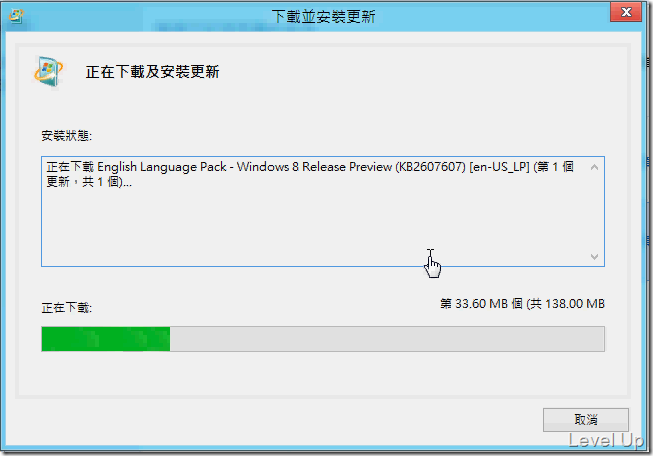 下載並安裝更新
正在下載及安裝更新
安裝狀態:
正在下載 English Language Pack - Windows 8 Release Preview (KB2607607) [en-US_LP] (第 1 個
更新，共 1 個)...
正在下載:
第 33.60 MB 個 (共 138.00 MB
取消
Level Up